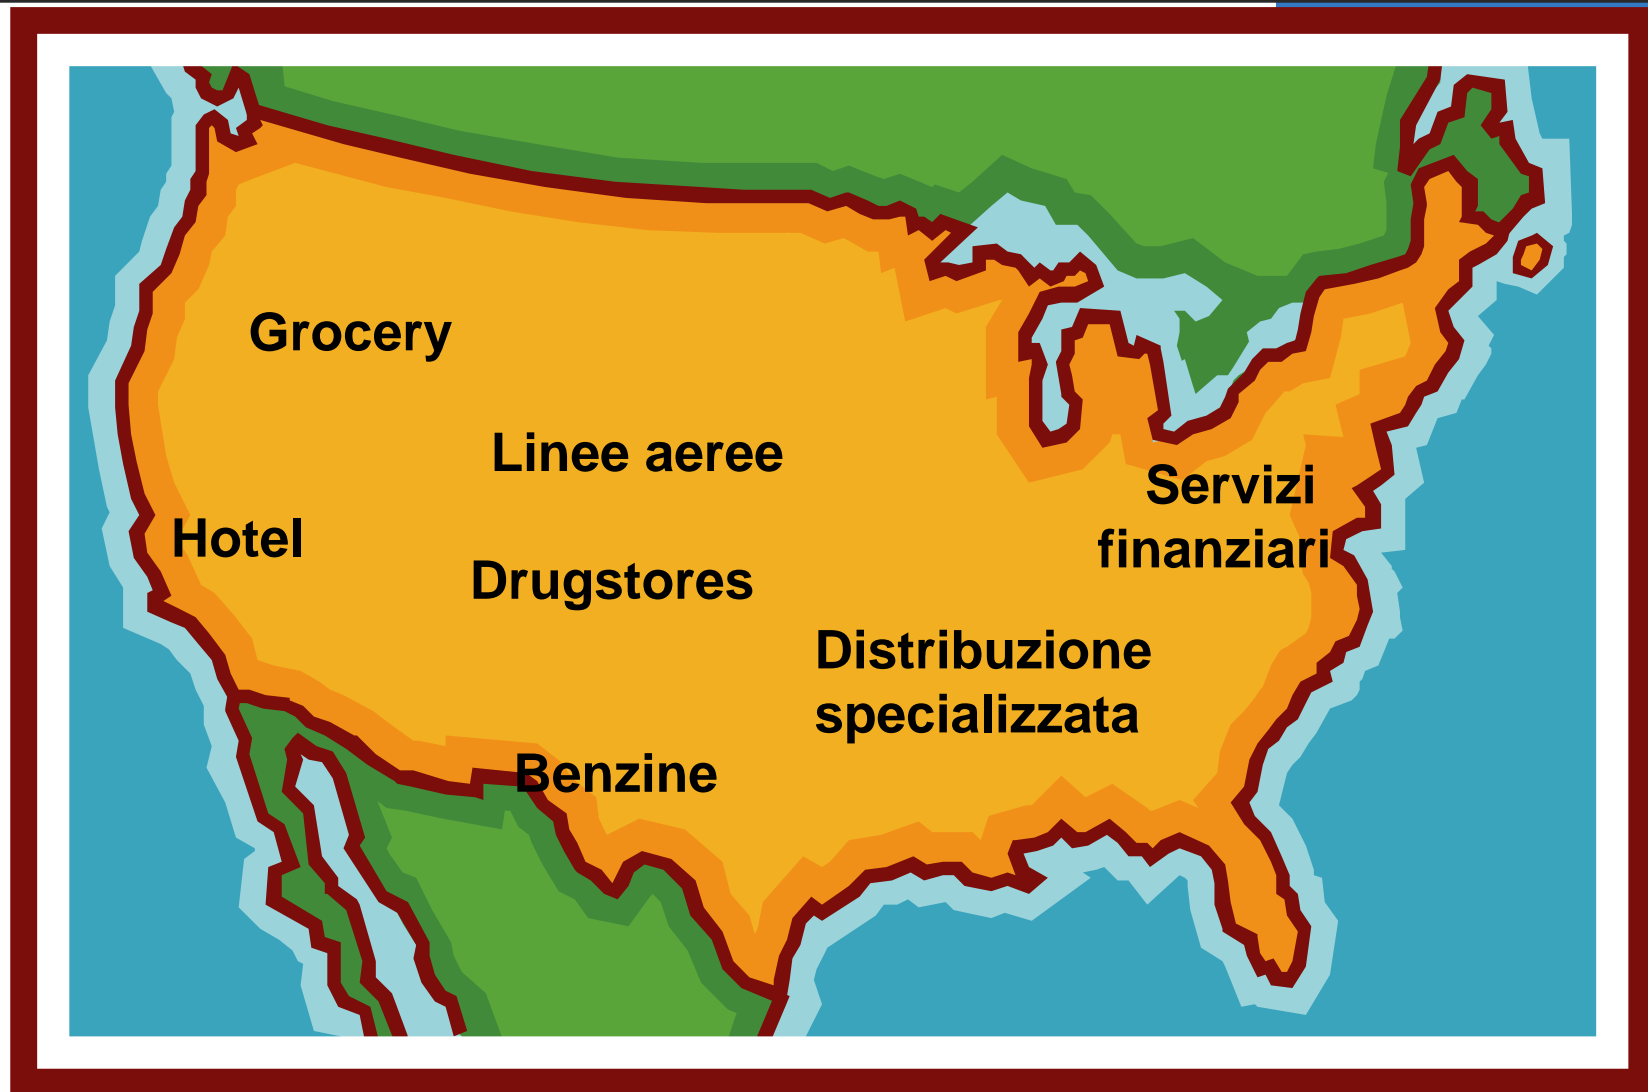 Grocery
Linee aeree
Servizi
finanziari
Hotel
Drugstores
Distribuzione
specializzata
Benzine